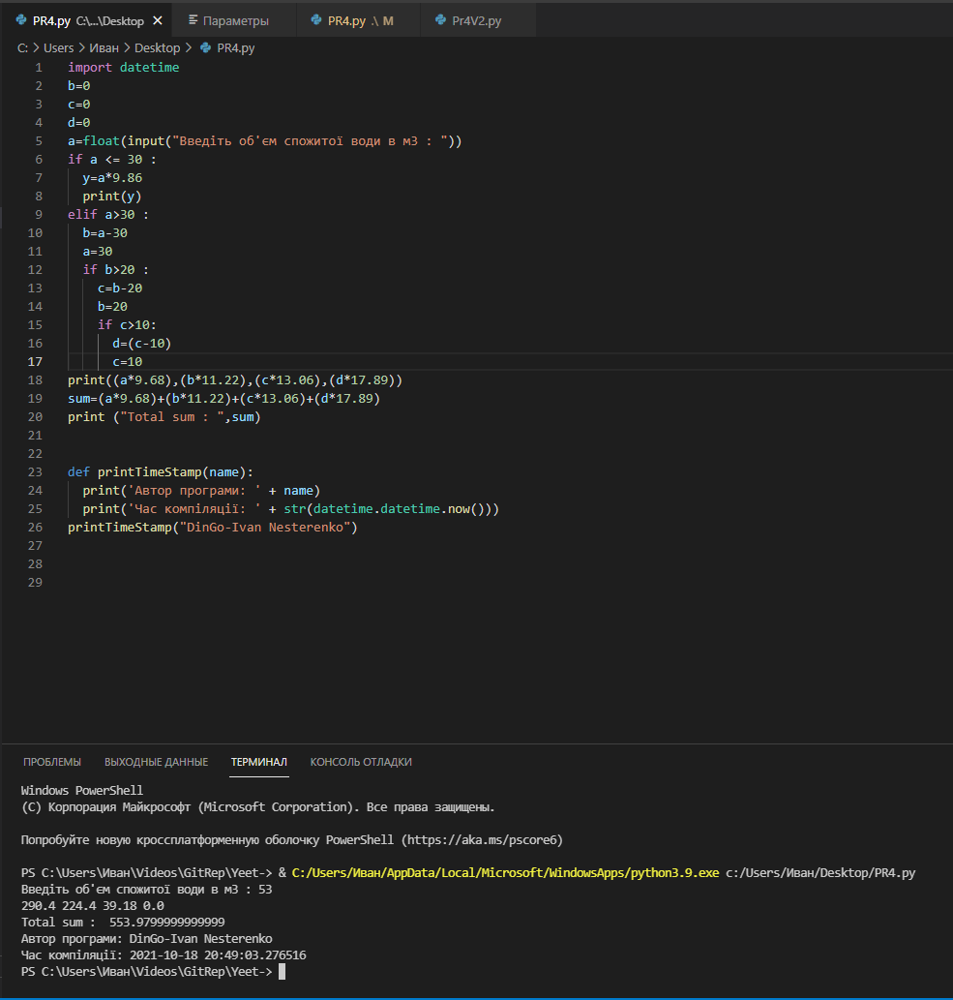 PR4.py C:\...\Desktop × Параметры PR4.py .\ M Pr4V2.py
C: > Users > Иван > Desktop > PR4.py
1 import datetime
2 b=0
3 c=0
4 d=0
5 a=float(input("Введіть об'єм спожитої води в м3 : "))
6 if a <= 30 :
7 y=a*9.86
8 print(y)
9 elif a>30 :
10 b=a-30
11 a=30
12 if b>20 :
13 c=b-20
14 b=20
15 if c>10:
16 d=(c-10)
17 c=10
18 print((a*9.68),(b*11.22),(c*13.06),(d*17.89))
19 sum=(a*9.68)+(b*11.22)+(c*13.06)+(d*17.89)
20 print ("Total sum : ",sum)
21
22
23 def printTimeStamp(name):
24 print('Автор програми: ' + name)
25 print('Час компіляції: ' + str(datetime.datetime.now()))
26 printTimeStamp("DinGo-Ivan Nesterenko")
27
28
29
ПРОБЛЕМЫ ВЫХОДНЫЕ ДАННЫЕ ТЕРМИНАЛ КОНСОЛЬ ОТЛАДКИ
Windows PowerShell
(C) Корпорация Майкрософт (Microsoft Corporation). Все права защищены.
Попробуйте новую кроссплатформенную оболочку PowerShell (https://aka.ms/pscore6)
PS C:\Users\Иван\Videos\GitRep\Yeet-> & C:/Users/Иван/AppData/Local/Microsoft/WindowsApps/python3.9.exe c:/Users/Иван/Desktop/PR4.py
Введіть об'єм спожитої води в м3 : 53
290.4 224.4 39.18 0.0
Total sum :  553.9799999999999
Автор програми: DinGo-Ivan Nesterenko
Час компіляції: 2021-10-18 20:49:03.276516
PS C:\Users\Иван\Videos\GitRep\Yeet->